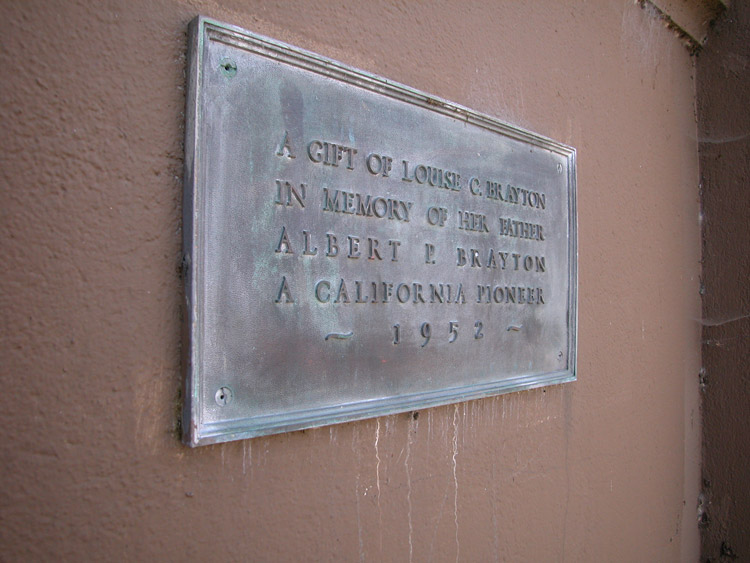 A GIFT OF LOUISE C. BRAYTON
IN MEMORY OF HER FATHER
ALBERT P. BRAYTON
A CALIFORNIA PIONEER
~ 1952 ~